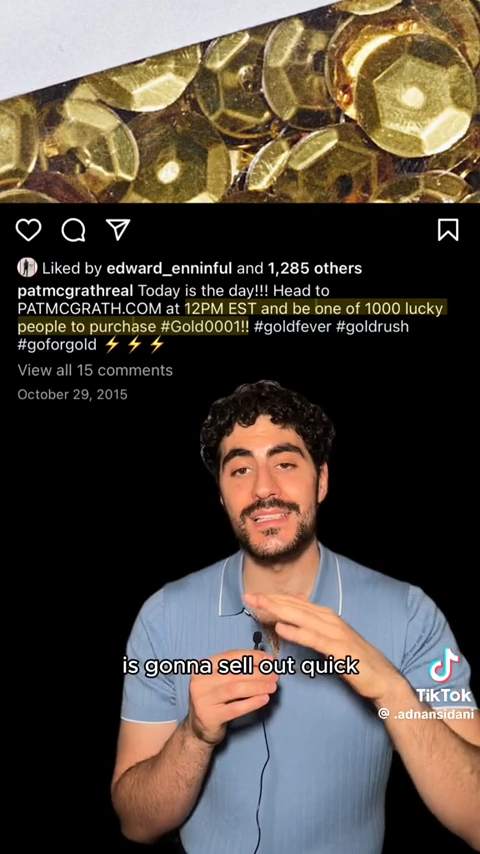 Liked by edward_enninful and 1,285 others
patmcgrathreal Today is the day!!! Head to
PATMCGRATH.COM at 12PM EST and be one of 1000 lucky
people to purchase #Gold0001!! #goldfever #goldrush
#goforgold ⚡⚡⚡
View all 15 comments
October 29, 2015
is gonna sell out quick
TikTok
@ .adnansidani